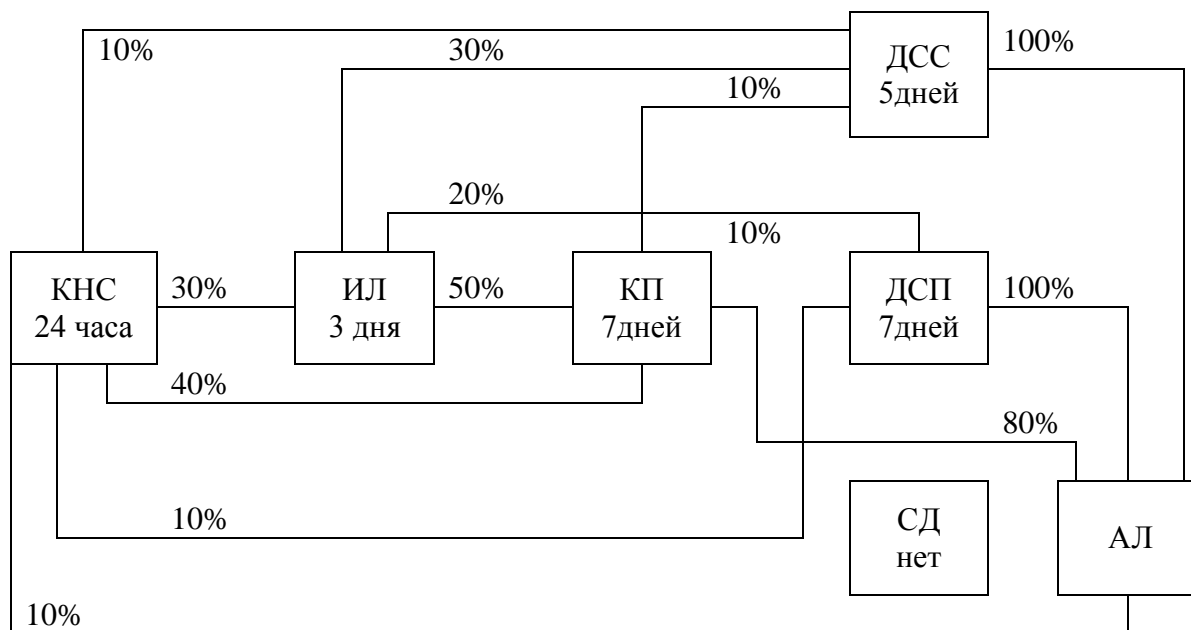 10%
30%
10%
ДСС
5дней
100%
20%
10%
КНС
24 часа
30%
ИЛ
3 дня
50%
КП
7дней
ДСП
7дней
100%
40%
80%
10%
СД
нет
АЛ
10%